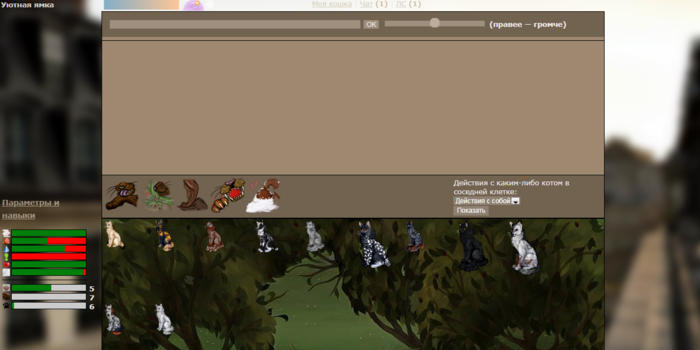 Уютная ямка
Моя кошка | Чат (1) | ЛС (1)
OK
(правее — громче)
Действия с каким-либо котом в
соседней клетке:
Действия с собой
Показать
Параметры и
навыки
5
7
6